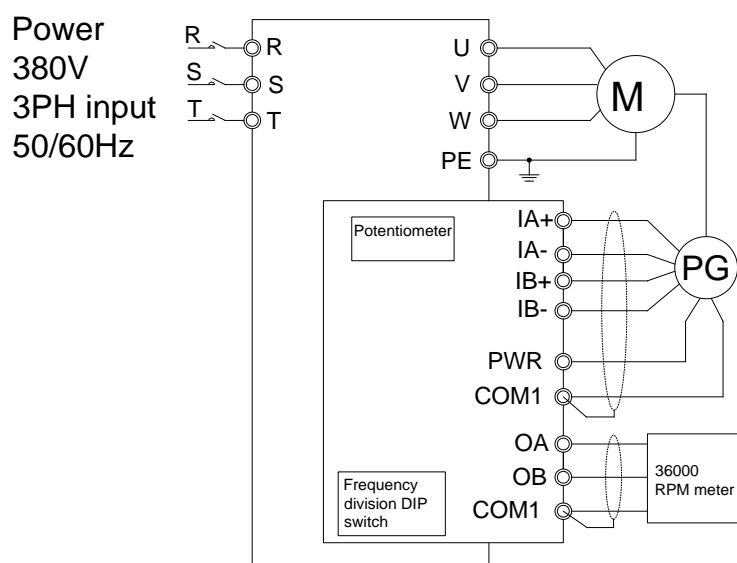 Power
380V
3PH input
50/60Hz
R
S
T
R
S
T
U
V
W
PE
M
Potentiometer
IA+
IA-
IB+
IB-
PWR
COM1
PG
OA
OB
COM1
Frequency
division DIP
switch
36000
RPM meter